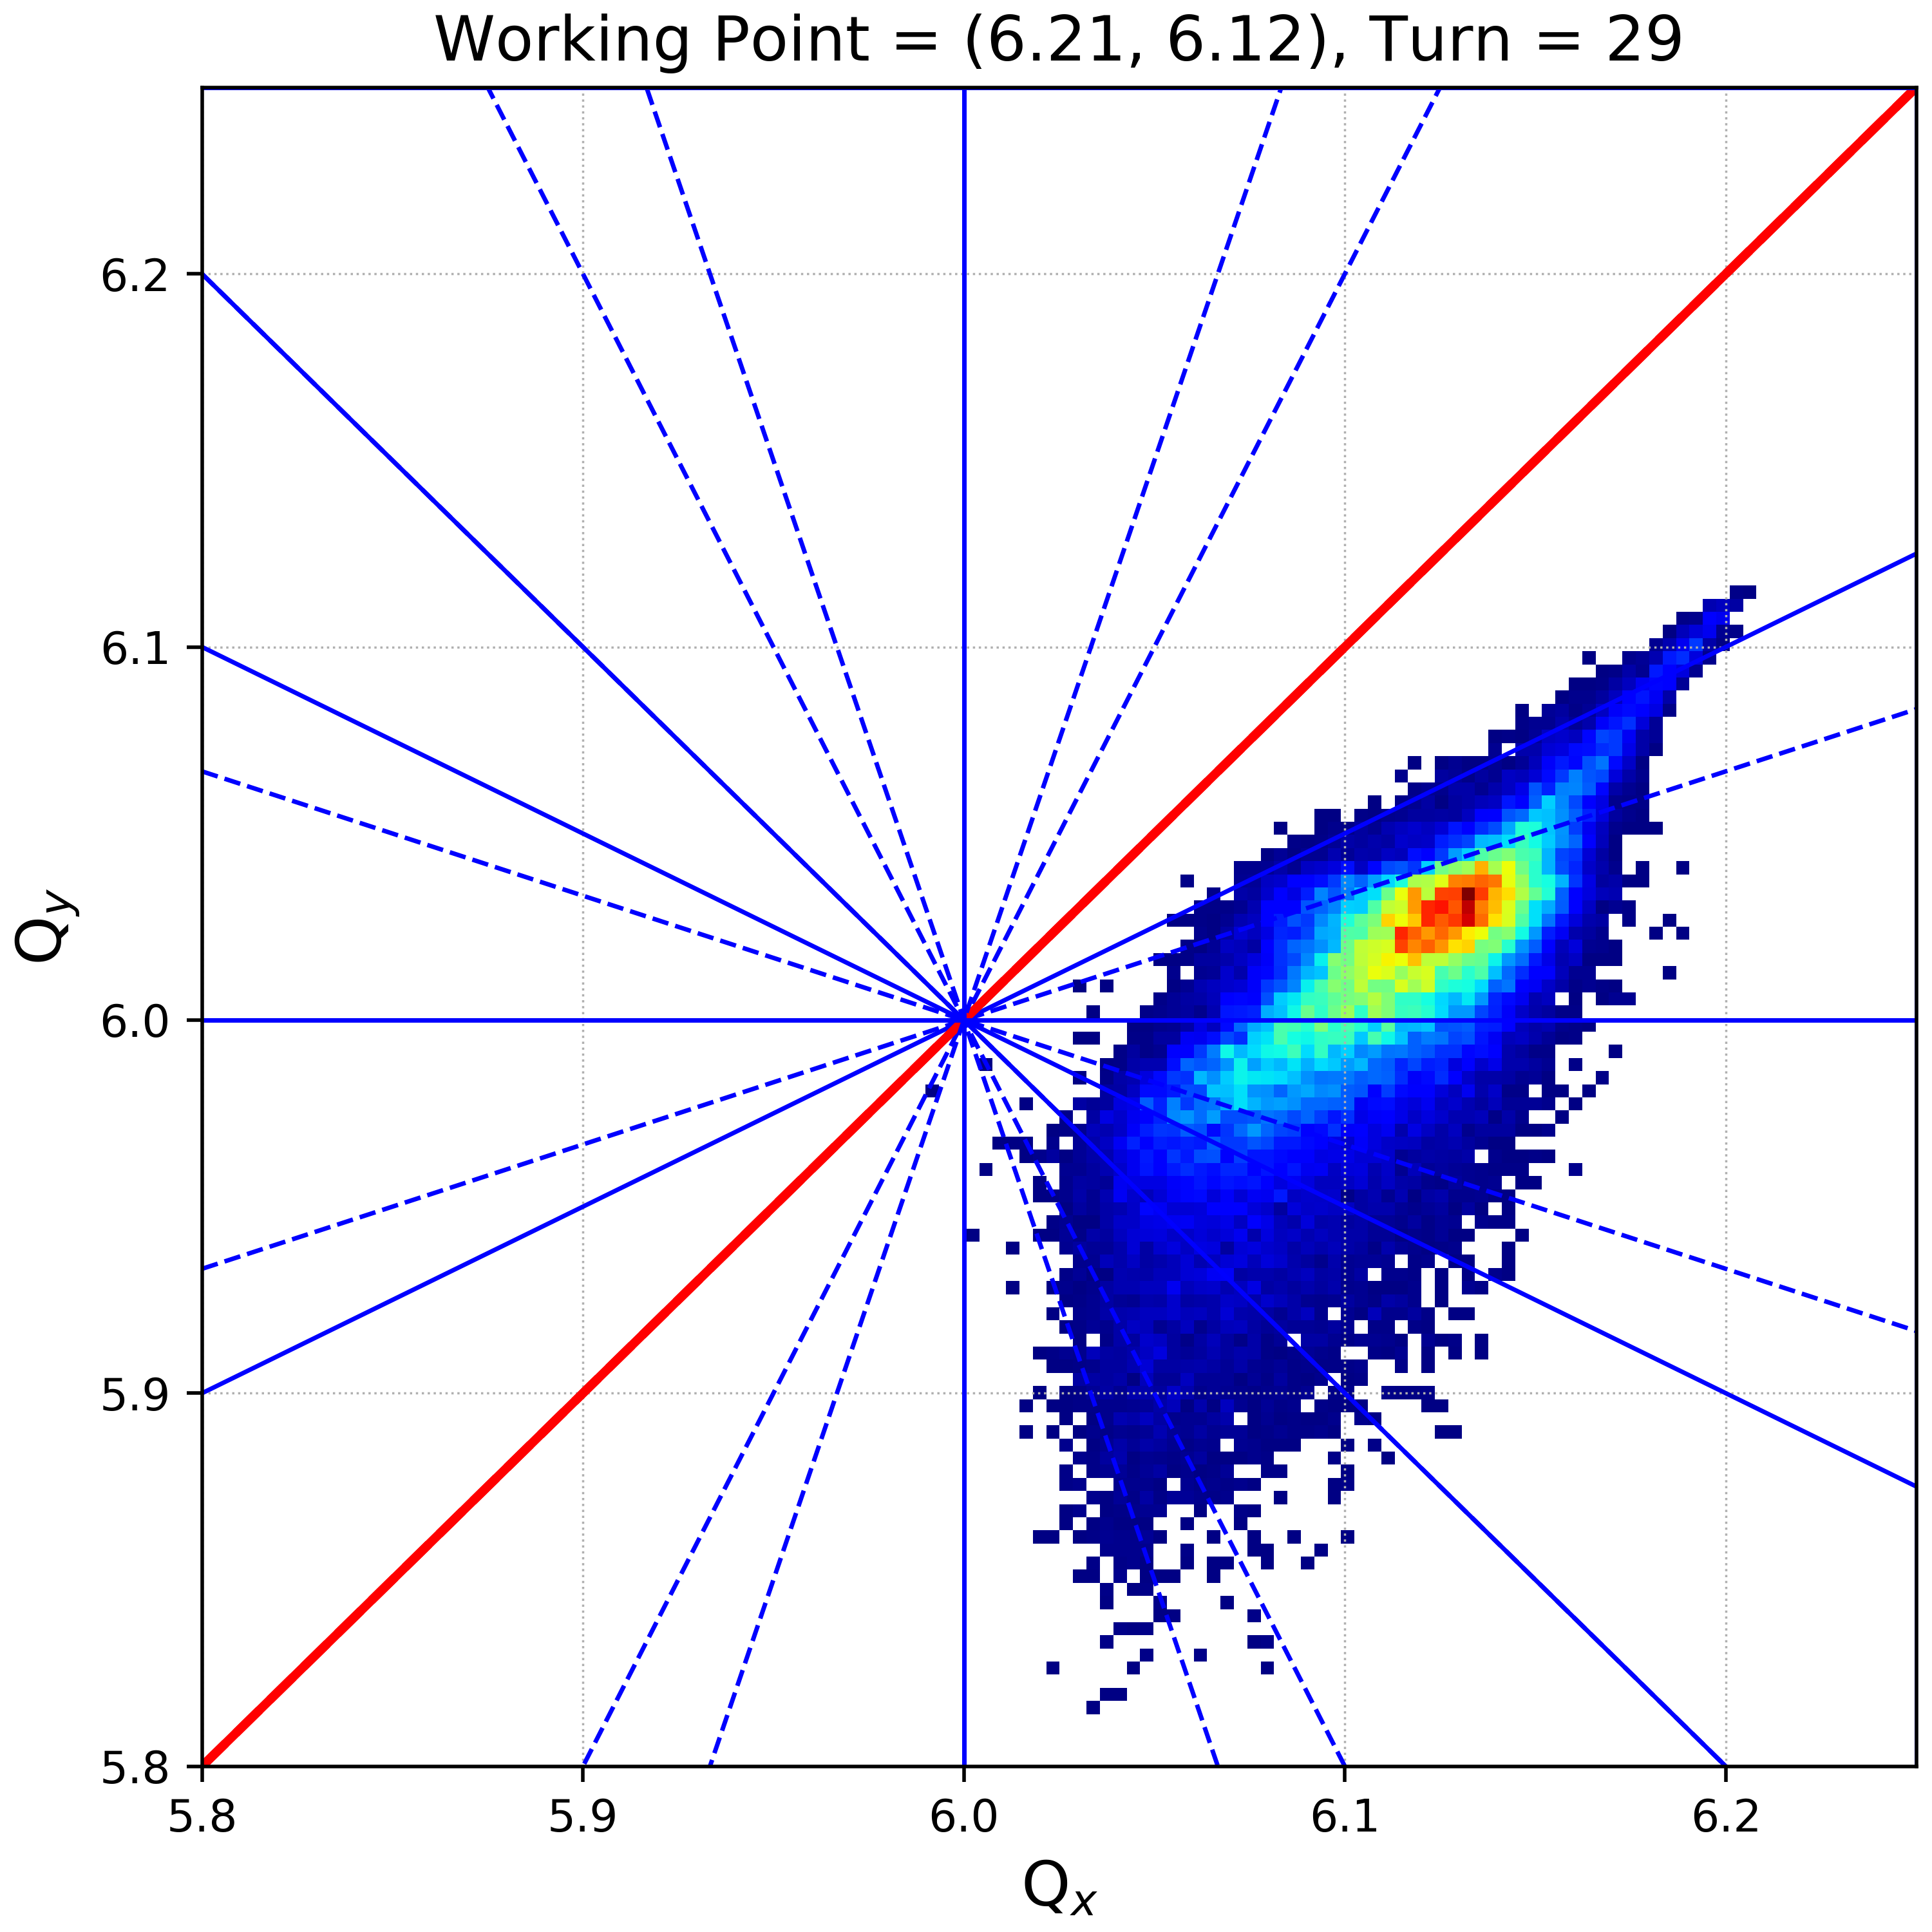 Working Point = (6.21, 6.12), Turn = 29
6.2
6.1
6.0
5.9
5.8
Qy
5.8 5.9 6.0 6.1 6.2
Qx